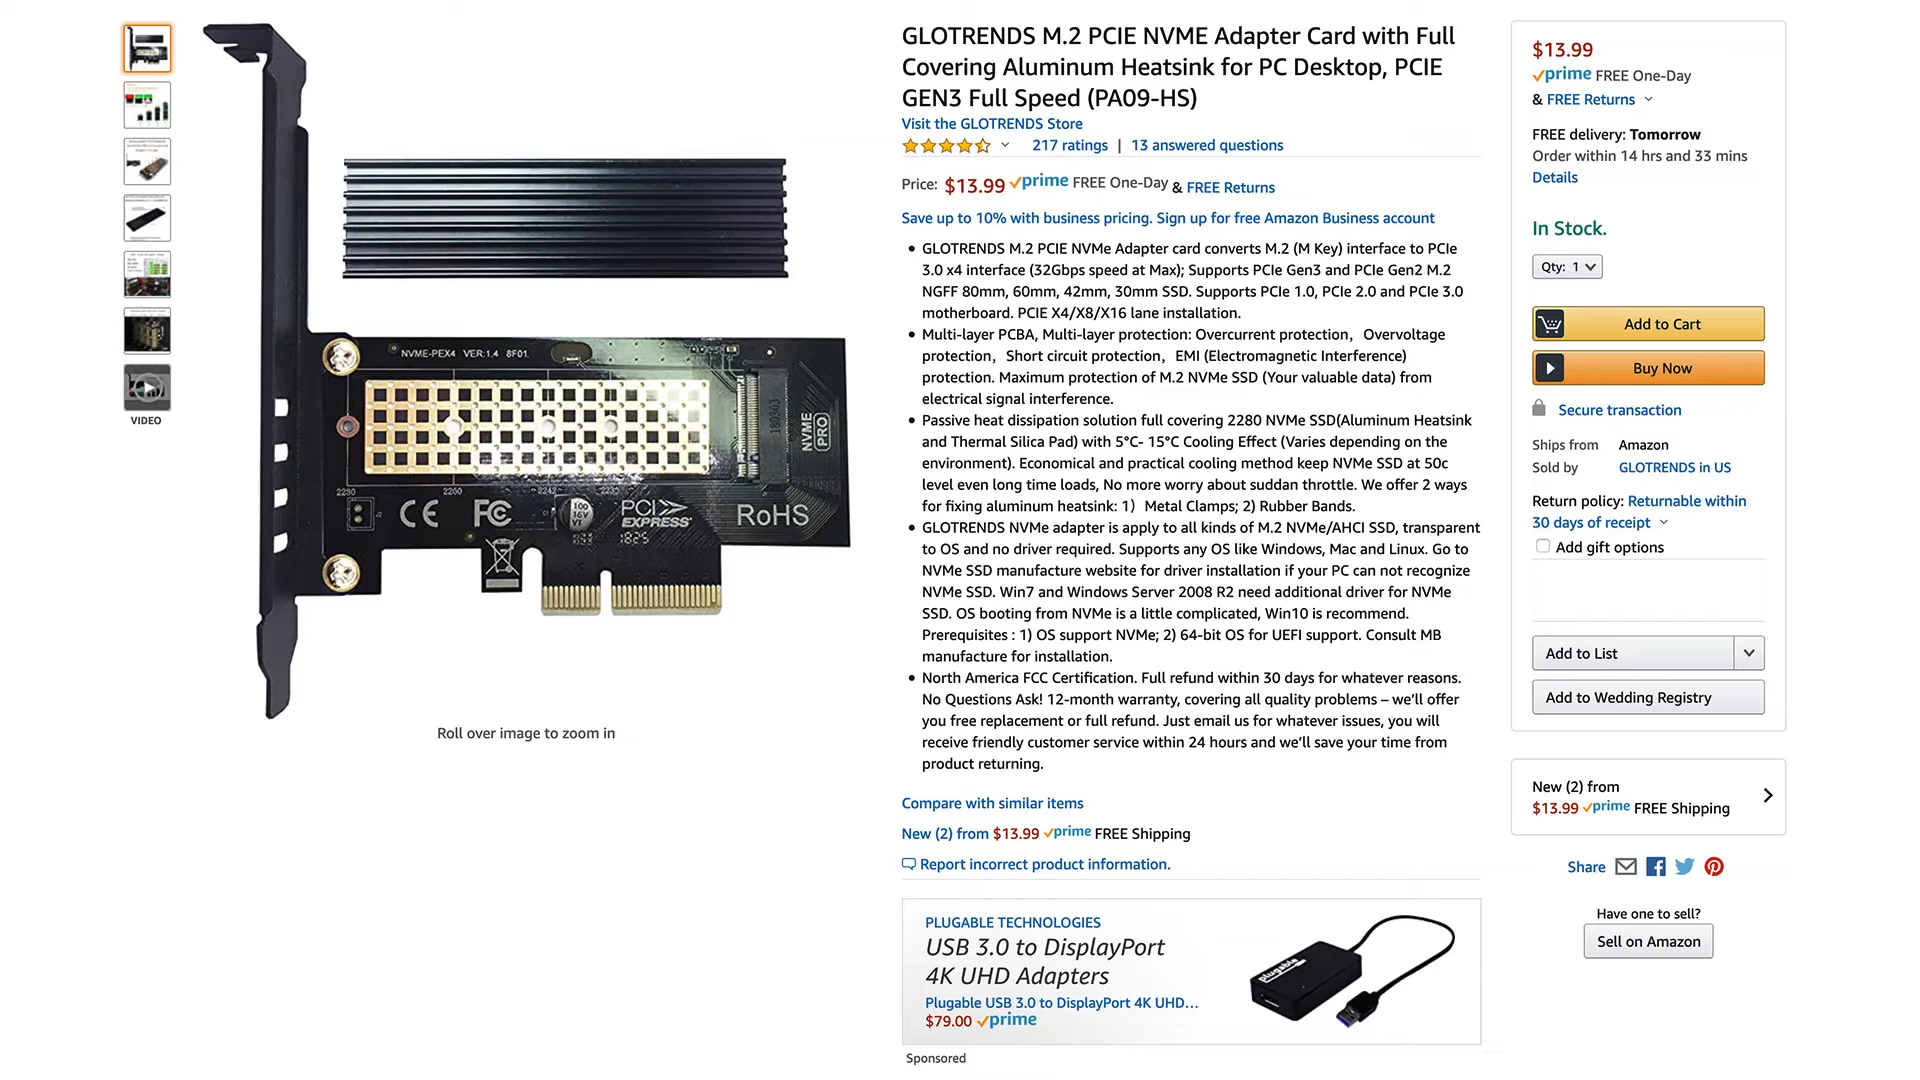 VIDEO
NVME-PEX4 VER:1.4 8F01.
180303
NVME
PRO
2280
2260
2242
CE FC
100
16V
VT
PCI
EXPRESS
1825
RoHS
Roll over image to zoom in
GLOTRENDS M.2 PCIE NVME Adapter Card with Full
Covering Aluminum Heatsink for PC Desktop, PCIE
GEN3 Full Speed (PA09-HS)
Visit the GLOTRENDS Store
217 ratings | 13 answered questions
Price: $13.99 prime FREE One-Day & FREE Returns
Save up to 10% with business pricing. Sign up for free Amazon Business account
• GLOTRENDS M.2 PCIE NVMe Adapter card converts M.2 (M Key) interface to PCIe
3.0 x4 interface (32Gbps speed at Max); Supports PCIe Gen3 and PCIe Gen2 M.2
NGFF 80mm, 60mm, 42mm, 30mm SSD. Supports PCIe 1.0, PCIe 2.0 and PCIe 3.0
motherboard. PCIE X4/X8/X16 lane installation.
• Multi-layer PCBA, Multi-layer protection: Overcurrent protection，Overvoltage
protection，Short circuit protection，EMI (Electromagnetic Interference)
protection. Maximum protection of M.2 NVMe SSD (Your valuable data) from
electrical signal interference.
• Passive heat dissipation solution full covering 2280 NVMe SSD(Aluminum Heatsink
and Thermal Silica Pad) with 5°C- 15°C Cooling Effect (Varies depending on the
environment). Economical and practical cooling method keep NVMe SSD at 50c
level even long time loads, No more worry about suddan throttle. We offer 2 ways
for fixing aluminum heatsink: 1） Metal Clamps; 2) Rubber Bands.
• GLOTRENDS NVMe adapter is apply to all kinds of M.2 NVMe/AHCI SSD, transparent
to OS and no driver required. Supports any OS like Windows, Mac and Linux. Go to
NVMe SSD manufacture website for driver installation if your PC can not recognize
NVMe SSD. Win7 and Windows Server 2008 R2 need additional driver for NVMe
SSD. OS booting from NVMe is a little complicated, Win10 is recommend.
Prerequisites : 1) OS support NVMe; 2) 64-bit OS for UEFI support. Consult MB
manufacture for installation.
• North America FCC Certification. Full refund within 30 days for whatever reasons.
No Questions Ask! 12-month warranty, covering all quality problems – we'll offer
you free replacement or full refund. Just email us for whatever issues, you will
receive friendly customer service within 24 hours and we'll save your time from
product returning.
Compare with similar items
New (2) from $13.99 prime FREE Shipping
Report incorrect product information.
PLUGABLE TECHNOLOGIES
USB 3.0 to DisplayPort
4K UHD Adapters
Plugable USB 3.0 to DisplayPort 4K UHD...
$79.00 prime
plugable
Sponsored
$13.99
prime FREE One-Day
& FREE Returns
FREE delivery: Tomorrow
Order within 14 hrs and 33 mins
Details
In Stock.
Qty: 1
Add to Cart
Buy Now
Secure transaction
Ships from Amazon
Sold by GLOTRENDS in US
Return policy: Returnable within
30 days of receipt
Add gift options
Add to List
Add to Wedding Registry
New (2) from
$13.99 prime FREE Shipping
Share
Have one to sell?
Sell on Amazon